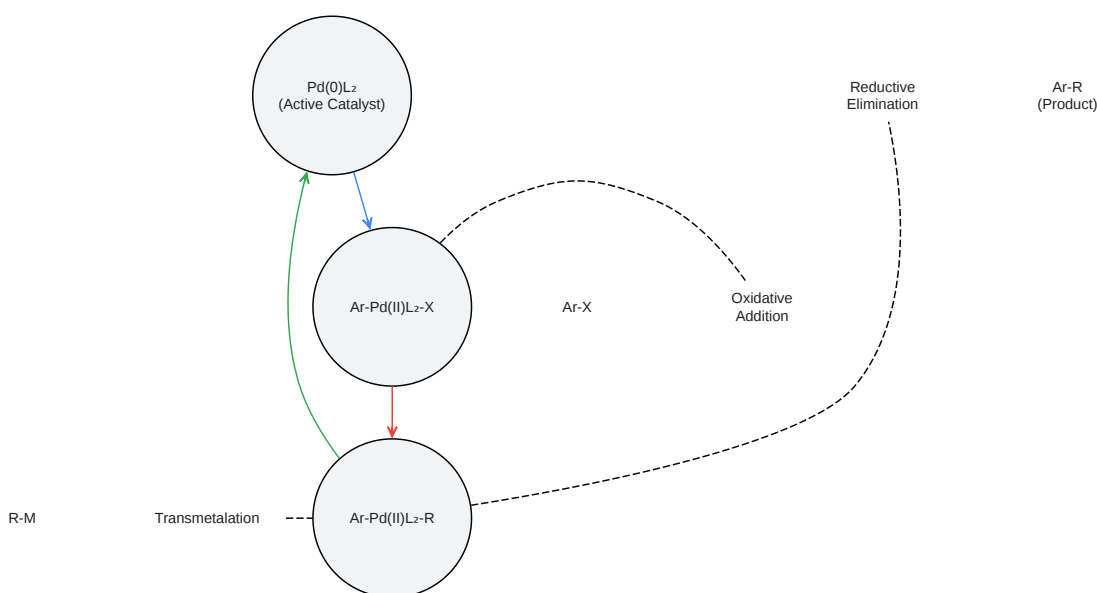 Pd(0)L₂
(Active Catalyst)
Reductive
Elimination
Ar-R
(Product)
Ar-Pd(II)L₂-X
Ar-X
Oxidative
Addition
R-M
Transmetalation
Ar-Pd(II)L₂-R